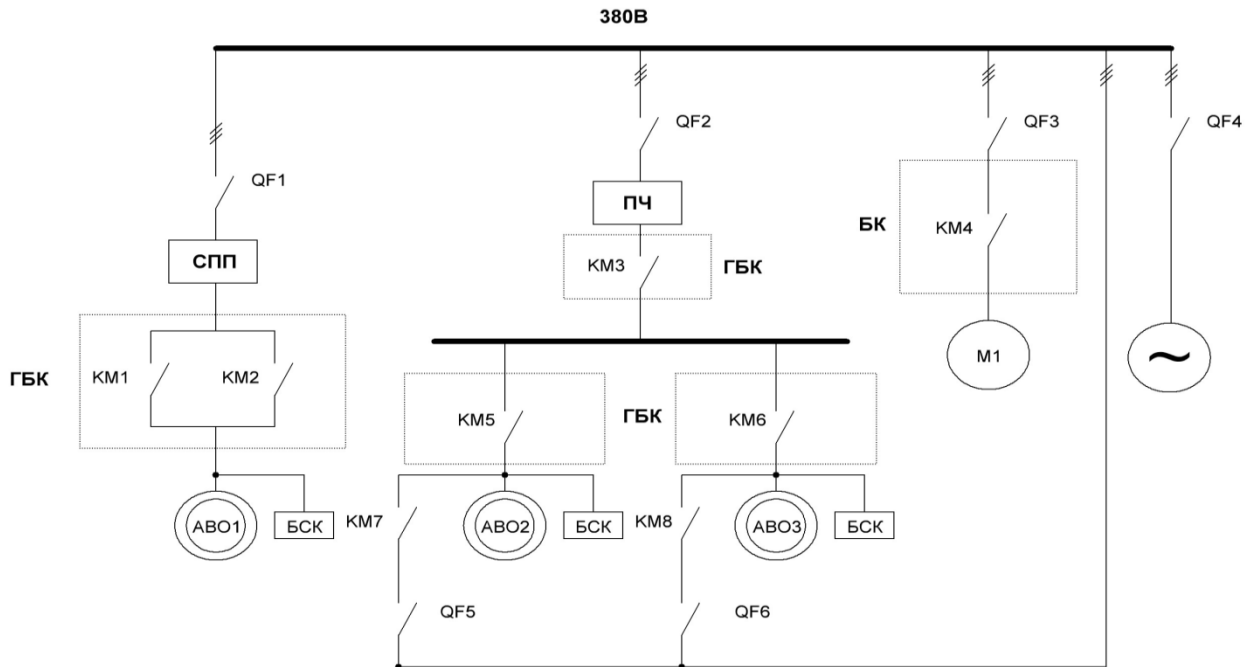 380В
QF1
QF2
QF3
QF4
СПП
ПЧ
БК
KM4
KM3
ГБК
M1
~
ГБК
KM1
KM2
KM5
ГБК
KM6
АВО1
БСК
KM7
АВО2
БСК
KM8
АВО3
БСК
QF5
QF6